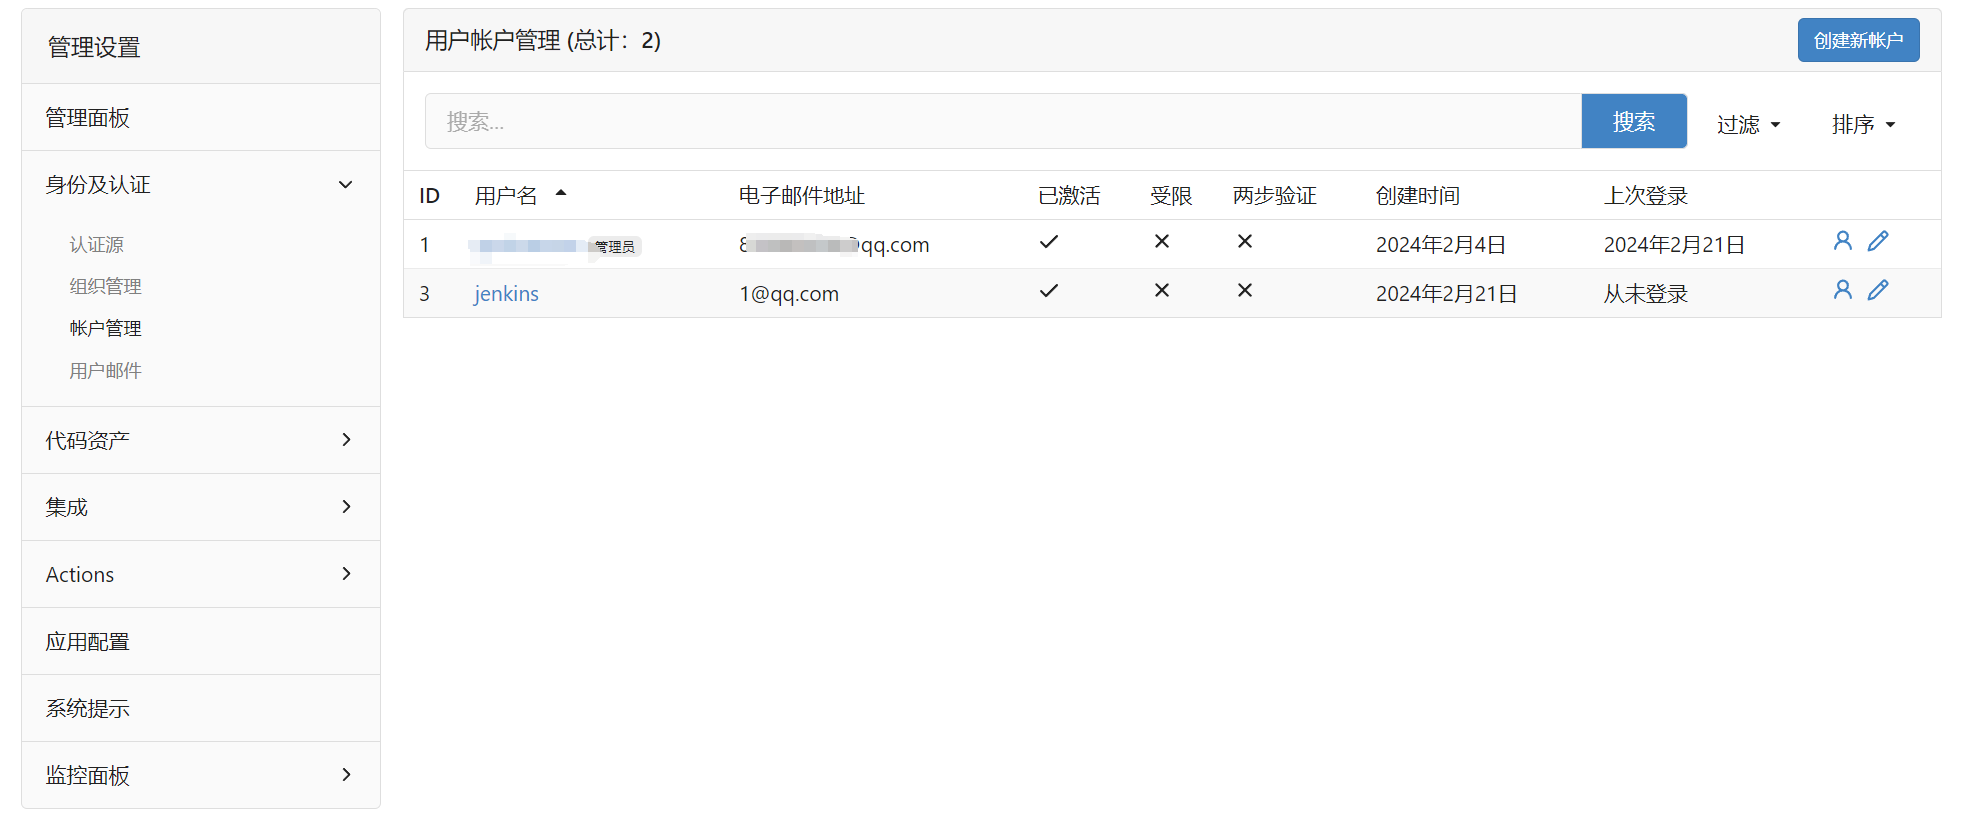 管理设置
管理面板
身份及认证
认证源
组织管理
帐户管理
用户邮件
代码资产
集成
Actions
应用配置
系统提示
监控面板
用户帐户管理 (总计：2)
创建新帐户
搜索...
搜索
过滤
排序
ID 用户名 电子邮件地址 已激活 受限 两步验证 创建时间 上次登录
1 管理员 8 @qq.com 2024年2月4日 2024年2月21日
3 jenkins 1@qq.com 2024年2月21日 从未登录